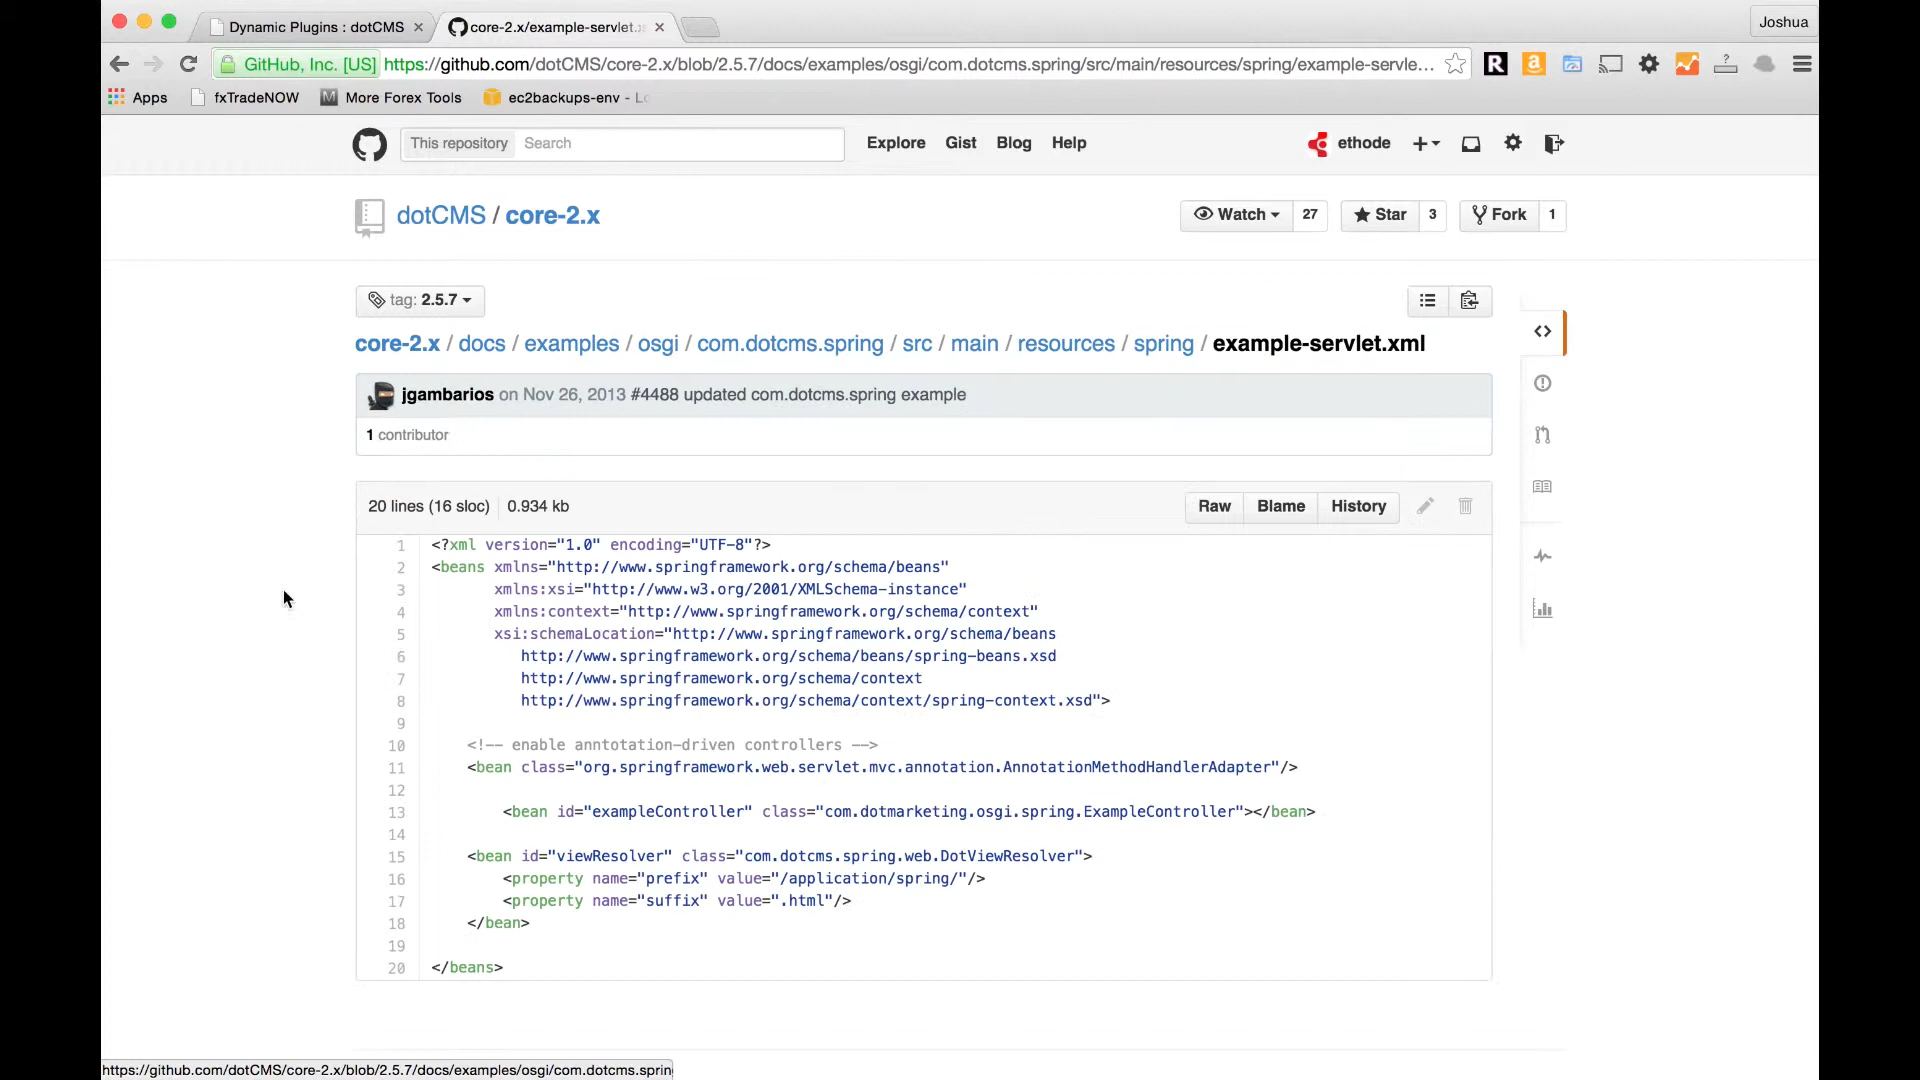 Dynamic Plugins : dotCMS
core-2.x/example-servlet.
Joshua
GitHub, Inc. [US] https://github.com/dotCMS/core-2.x/blob/2.5.7/docs/examples/osgi/com.dotcms.spring/src/main/resources/spring/example-servle...
Apps fxTradeNOW More Forex Tools ec2backups-env -
This repository Search Explore Gist Blog Help ethode
dotCMS / core-2.x Watch 27 Star 3 Fork 1
tag: 2.5.7
core-2.x / docs / examples / osgi / com.dotcms.spring / src / main / resources / spring / example-servlet.xml
jgambarios on Nov 26, 2013 #4488 updated com.dotcms.spring example
1 contributor
20 lines (16 sloc) 0.934 kb Raw Blame History
1 <?xml version="1.0" encoding="UTF-8"?>
2 <beans xmlns="http://www.springframework.org/schema/beans"
3 xmlns:xsi="http://www.w3.org/2001/XMLSchema-instance"
4 xmlns:context="http://www.springframework.org/schema/context"
5 xsi:schemaLocation="http://www.springframework.org/schema/beans
6 http://www.springframework.org/schema/beans/spring-beans.xsd
7 http://www.springframework.org/schema/context
8 http://www.springframework.org/schema/context/spring-context.xsd">
9
10 <!-- enable anntotation-driven controllers -->
11 <bean class="org.springframework.web.servlet.mvc.annotation.AnnotationMethodHandlerAdapter"/>
12
13 <bean id="exampleController" class="com.dotmarketing.osgi.spring.ExampleController"></bean>
14
15 <bean id="viewResolver" class="com.dotcms.spring.web.DotViewResolver">
16 <property name="prefix" value="/application/spring/"/>
17 <property name="suffix" value=".html"/>
18 </bean>
19
20 </beans>
https://github.com/dotCMS/core-2.x/blob/2.5.7/docs/examples/osgi/com.dotcms.spring